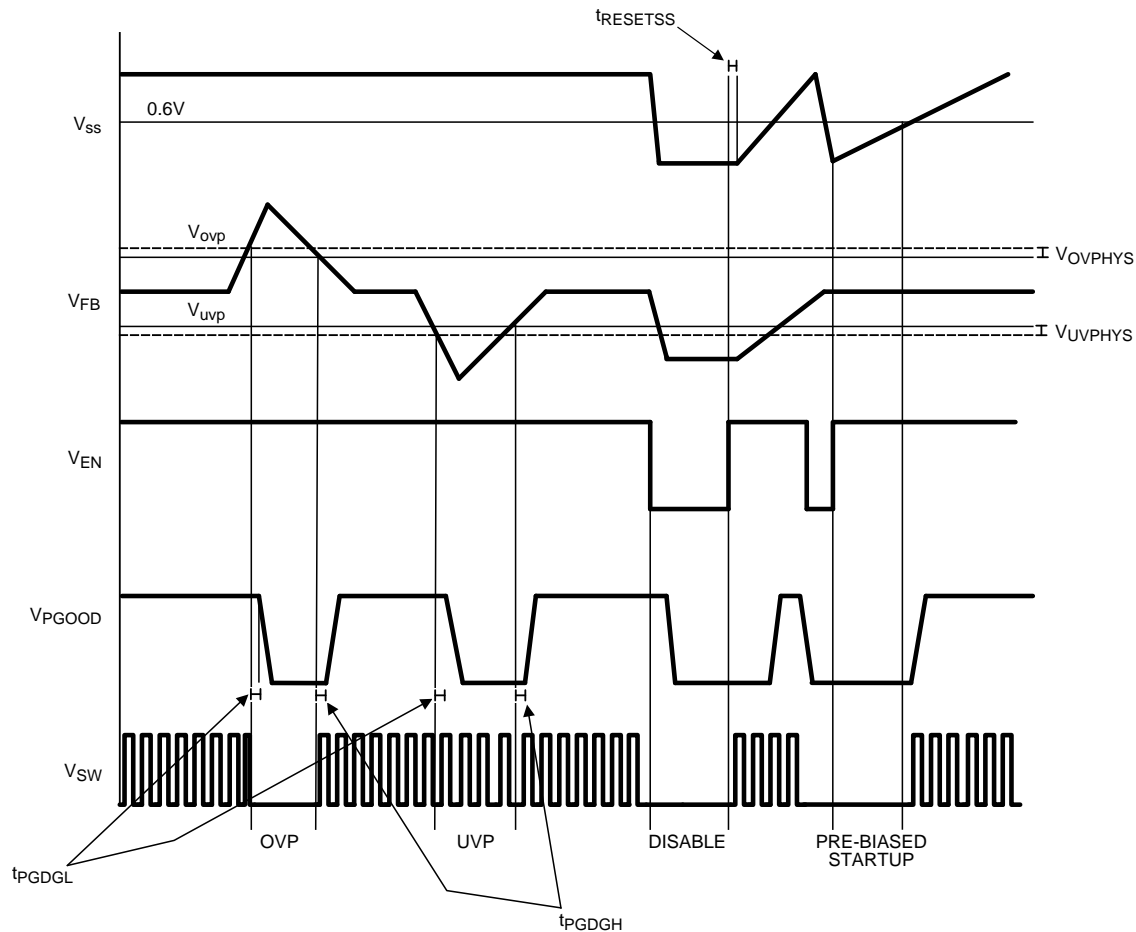 tRESETSS
0.6V
Vss
Vovp
VOVPHYS
VFB
Vuvp
VUVPHYS
VEN
VPGOOD
VSW
OVP
UVP
DISABLE
PRE-BIASED
STARTUP
tPGDGL
tPGDGH